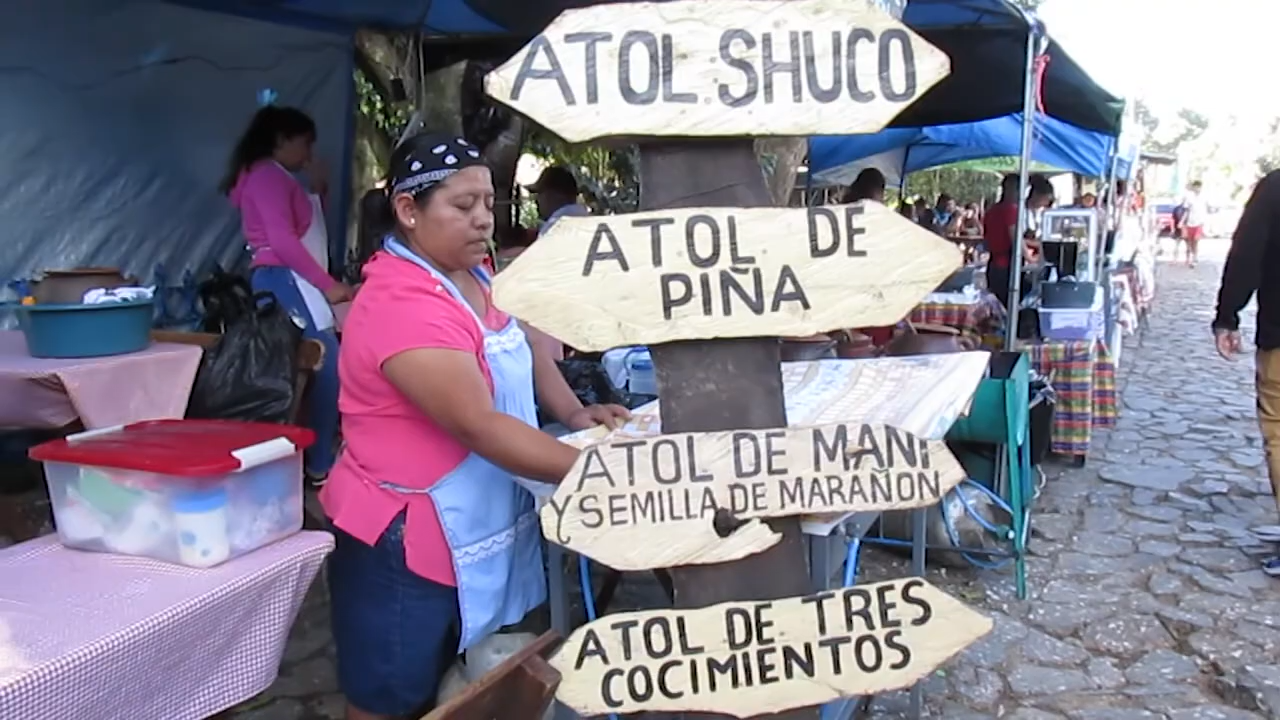 ATOL SHUCO
ATOL DE
PIÑA
ATOL DE MANI
Y SEMILLA DE MARAÑON
ATOL DE TRES
COCIMIENTOS